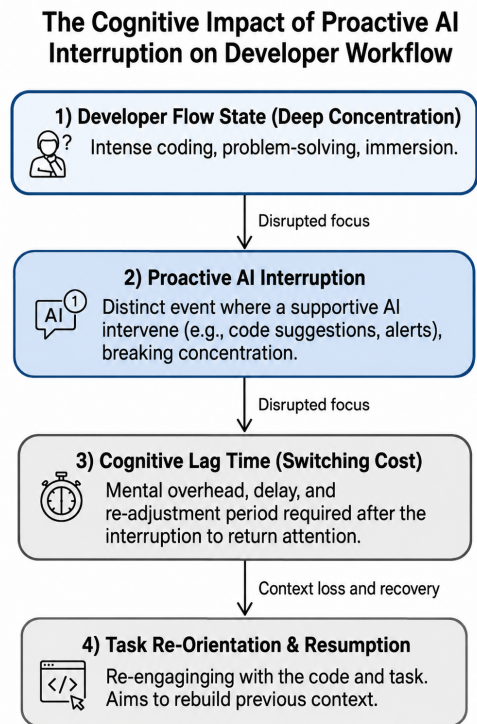 The Cognitive Impact of Proactive AI
Interruption on Developer Workflow
1) Developer Flow State (Deep Concentration)
?
Intense coding, problem-solving, immersion.
Disrupted focus
2) Proactive AI Interruption
AI
1
Distinct event where a supportive AI
intervene (e.g., code suggestions, alerts),
breaking concentration.
Disrupted focus
3) Cognitive Lag Time (Switching Cost)
Mental overhead, delay, and
re-adjustment period required after the
interruption to return attention.
Context loss and recovery
4) Task Re-Orientation & Resumption
</>
Re-engaginging with the code and task.
Aims to rebuild previous context.